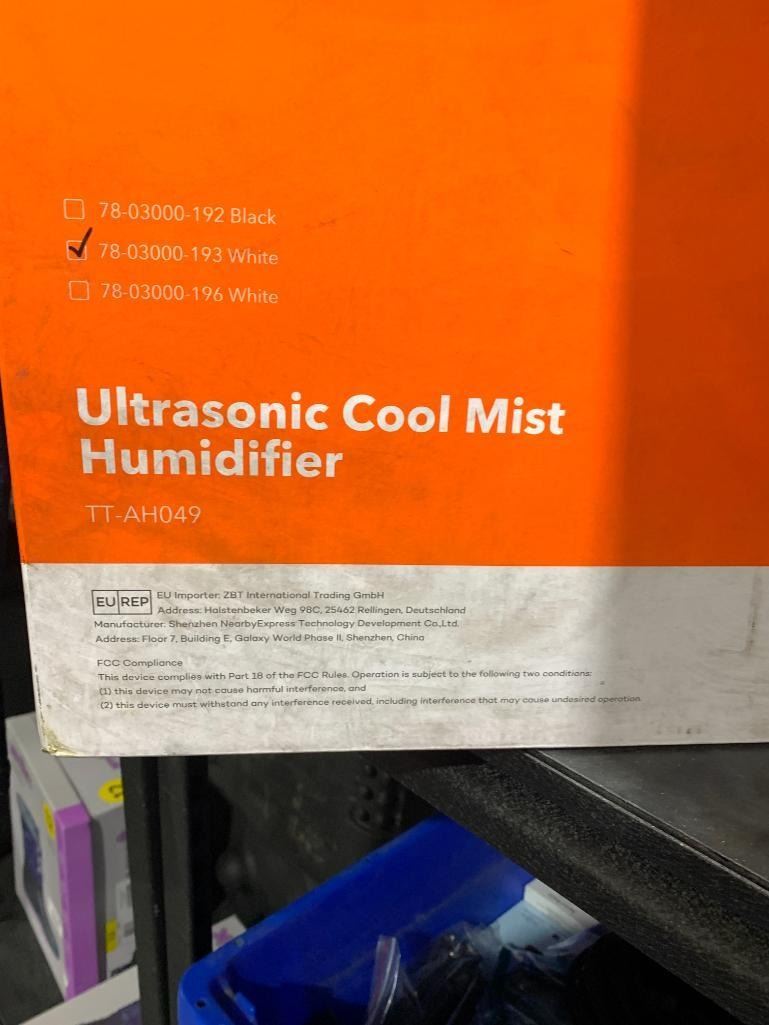 78-03000-192 Black
78-03000-193 White
78-03000-196 White
Ultrasonic Cool Mist
Humidifier
TT-AH049
EU REP
EU Importer: ZBT International Trading GmbH
Address: Halstenbeker Weg 98C, 25462 Rellingen, Deutschland
Manufacturer: Shenzhen NearbyExpress Technology Development Co.,Ltd.
Address: Floor 7, Building E, Galaxy World Phase II, Shenzhen, China
FCC Compliance
This device complies with Part 18 of the FCC Rules. Operation is subject to the following two conditions:
(1) this device may not cause harmful interference, and
(2) this device must withstand any interference received, including interference that may cause undesired operation.